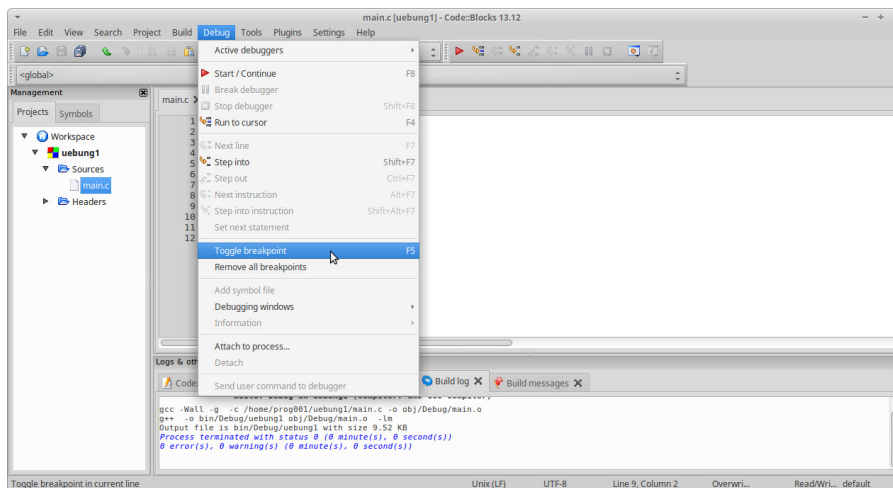 main.c [uebung1] - Code::Blocks 13.12
File Edit View Search Project Build Debug Tools Plugins Settings Help
<global>
Management
Projects Symbols
Workspace
uebung1
Sources
main.c
Headers
main.c
1
2
3
4
5
6
7
8
9
10
11
12
Active debuggers
Start / Continue F8
Break debugger
Stop debugger Shift+F8
Run to cursor F4
Next line F7
Step into Shift+F7
Step out Ctrl+F7
Next instruction Alt+F7
Step into instruction Shift+Alt+F7
Set next statement
Toggle breakpoint F5
Remove all breakpoints
Add symbol file
Debugging windows
Information
Attach to process...
Detach
Send user command to debugger
Logs & oth
Code: Build log Build messages
gcc -Wall -g -c /home/prog001/uebung1/main.c -o obj/Debug/main.o
g++ -o bin/Debug/uebung1 obj/Debug/main.o -lm
Output file is bin/Debug/uebung1 with size 9.52 KB
Process terminated with status 0 (0 minute(s), 0 second(s))
0 error(s), 0 warning(s) (0 minute(s), 0 second(s))
Toggle breakpoint in current line Unix (LF) UTF-8 Line 9, Column 2 Overwri... Read/Wri... default